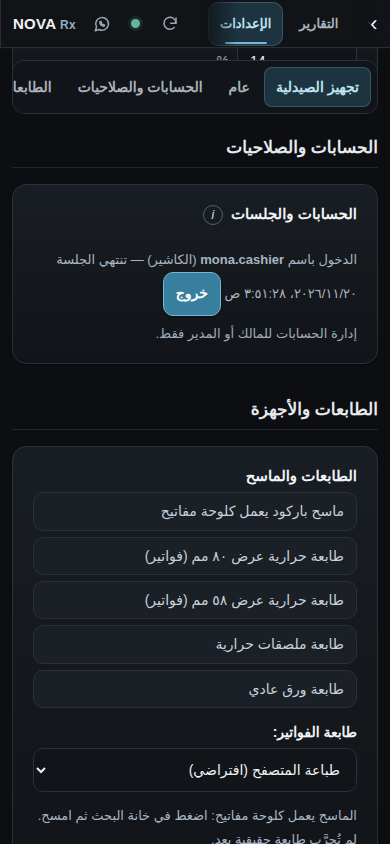 NOVA Rx
الإعدادات
التقارير
14
%
تجهيز الصيدلية
عام
الحسابات والصلاحيات
الطابعا
الحسابات والصلاحيات
الحسابات والجلسات i
الدخول باسم mona.cashier (الكاشير) — تنتهي الجلسة
٢٠٢٦/١١/٢٠، ٣:٥١:٢٨ ص خروج
إدارة الحسابات للمالك أو المدير فقط.
الطابعات والأجهزة
الطابعات والماسح
ماسح باركود يعمل كلوحة مفاتيح
طابعة حرارية عرض ٨٠ مم (فواتير)
طابعة حرارية عرض ٥٨ مم (فواتير)
طابعة ملصقات حرارية
طابعة ورق عادي
طابعة الفواتير:
طباعة المتصفح (افتراضي)
الماسح يعمل كلوحة مفاتيح: اضغط في خانة البحث ثم امسح.
لم تُجرَّب طابعة حقيقية بعد.